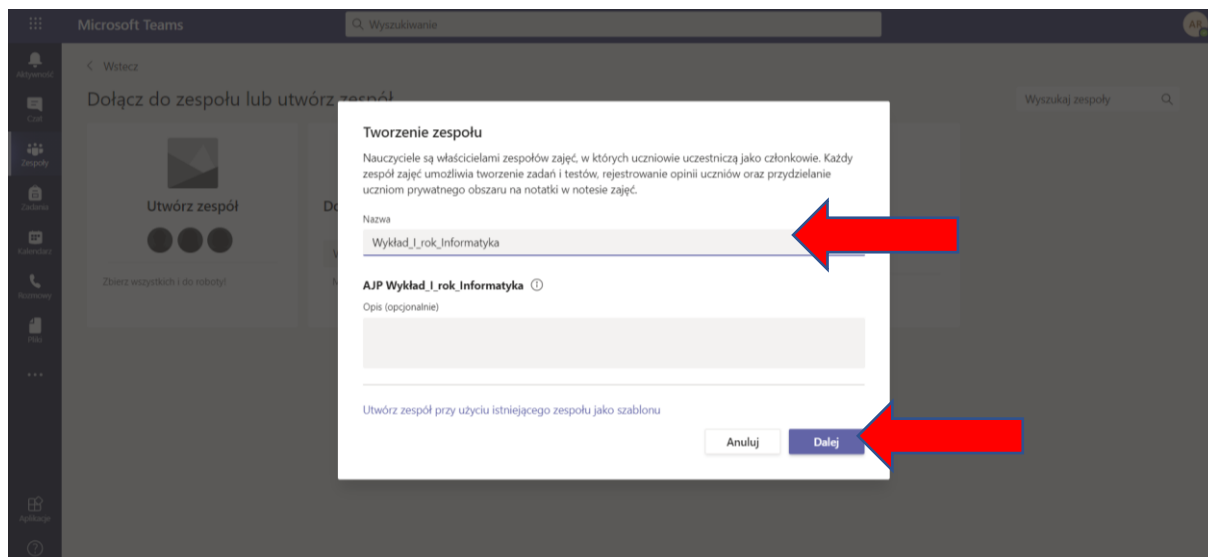 Microsoft Teams
Wyszukiwanie
AR
Aktywność
Czat
Zespoły
Zadania
Kalendarz
Rozmowy
Pliki
Aplikacje
Wstecz
Dołącz do zespołu lub utwórz zespół
Wyszukaj zespoły
Utwórz zespół
Zbierz wszystkich i do roboty!
Do
Tworzenie zespołu
Nauczyciele są właścicielami zespołów zajęć, w których uczniowie uczestniczą jako członkowie. Każdy
zespół zajęć umożliwia tworzenie zadań i testów, rejestrowanie opinii uczniów oraz przydzielanie
uczniom prywatnego obszaru na notatki w notesie zajęć.
Nazwa
Wykład_I_rok_Informatyka
AJP Wykład_I_rok_Informatyka
Opis (opcjonalnie)
Utwórz zespół przy użyciu istniejącego zespołu jako szablonu
Anuluj
Dalej